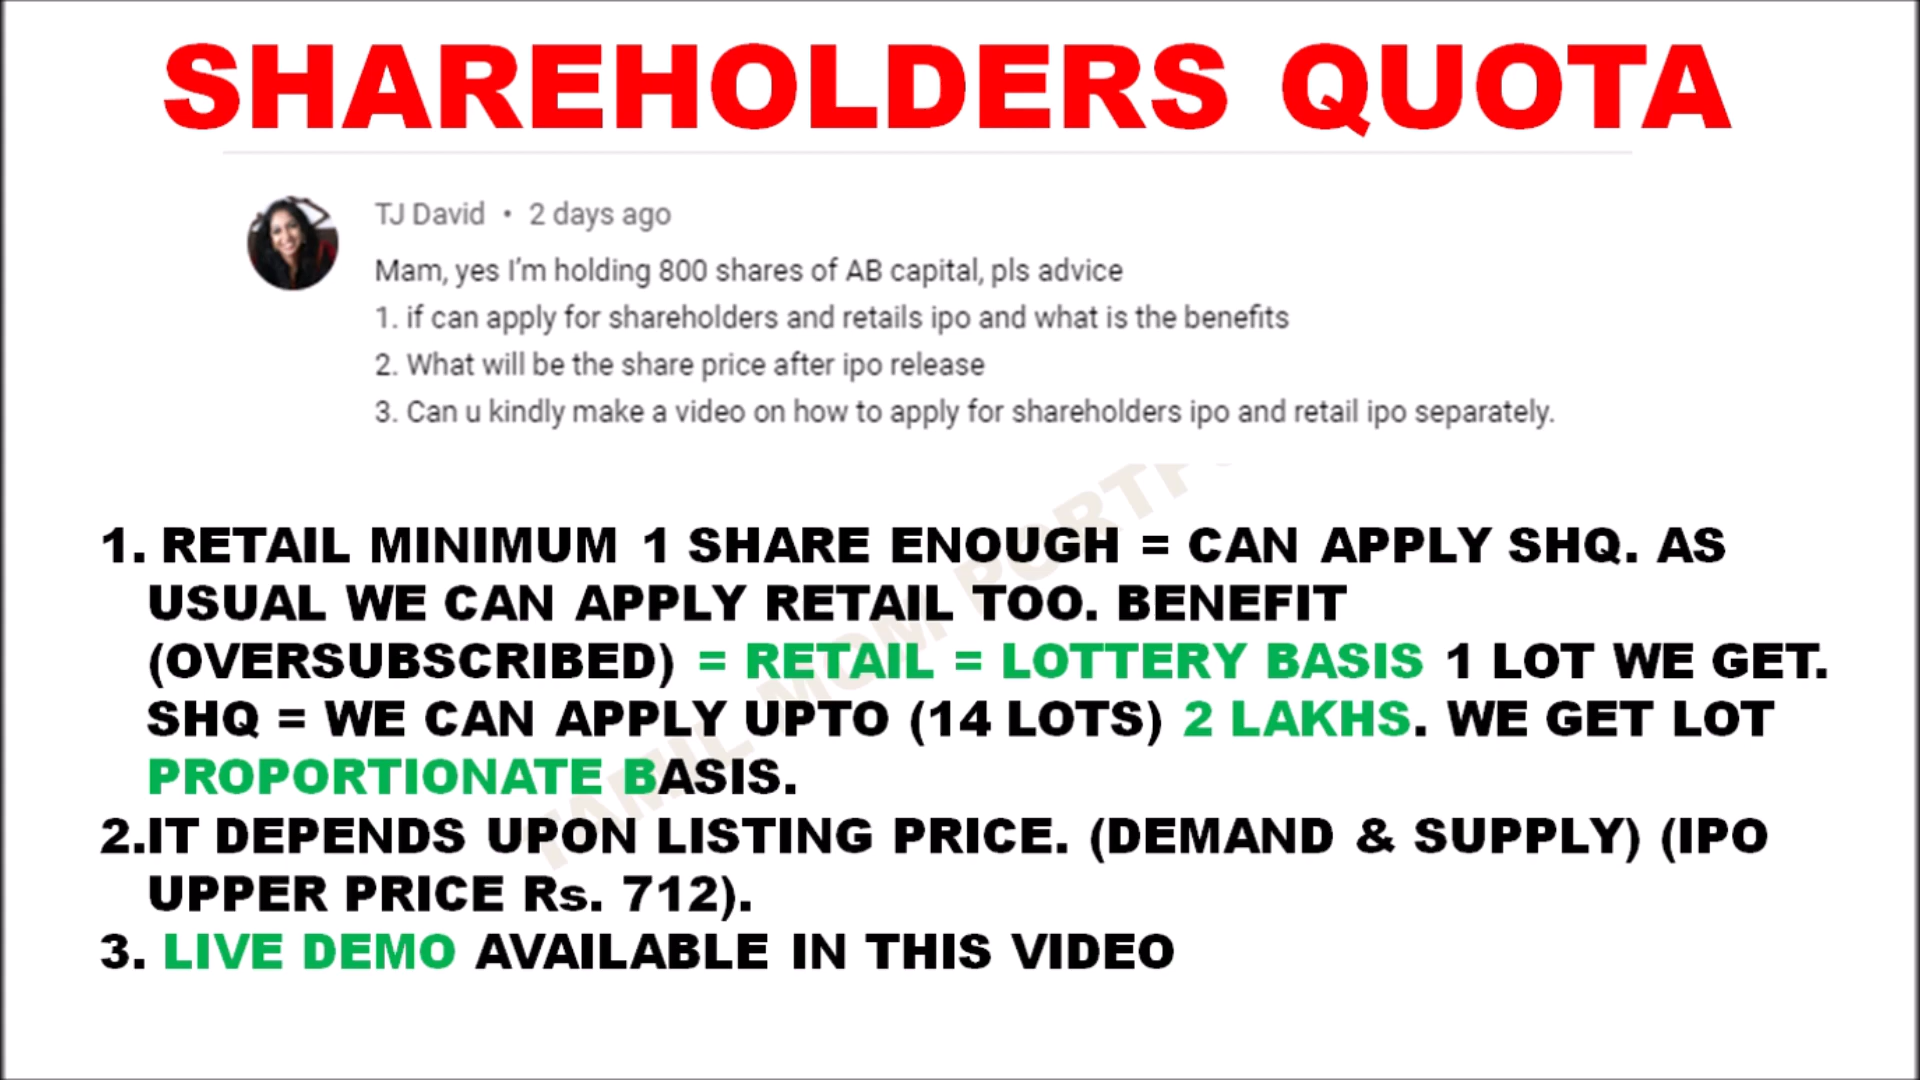 SHAREHOLDERS QUOTA
TJ David • 2 days ago
Mam, yes I'm holding 800 shares of AB capital, pls advice
1. if can apply for shareholders and retails ipo and what is the benefits
2. What will be the share price after ipo release
3. Can u kindly make a video on how to apply for shareholders ipo and retail ipo separately.
1. RETAIL MINIMUM 1 SHARE ENOUGH = CAN APPLY SHQ. AS
USUAL WE CAN APPLY RETAIL TOO. BENEFIT
(OVERSUBSCRIBED) = RETAIL = LOTTERY BASIS 1 LOT WE GET.
SHQ = WE CAN APPLY UPTO (14 LOTS) 2 LAKHS. WE GET LOT
PROPORTIONATE BASIS.
2.IT DEPENDS UPON LISTING PRICE. (DEMAND & SUPPLY) (IPO
UPPER PRICE Rs. 712).
3. LIVE DEMO AVAILABLE IN THIS VIDEO
TAMIL MOM